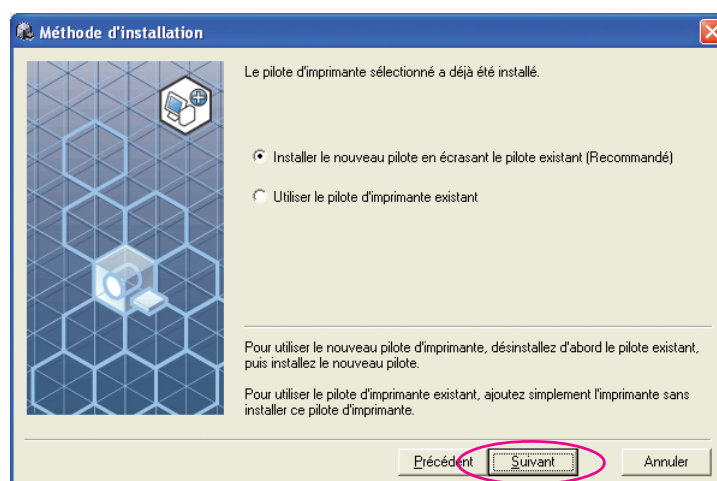 Méthode d'installation
Le pilote d'imprimante sélectionné a déjà été installé.
Installer le nouveau pilote en écrasant le pilote existant (Recommandé)
Utiliser le pilote d'imprimante existant
Pour utiliser le nouveau pilote d'imprimante, désinstallez d'abord le pilote existant,
puis installez le nouveau pilote.
Pour utiliser le pilote d'imprimante existant, ajoutez simplement l'imprimante sans
installer ce pilote d'imprimante.
Précédent Suivant Annuler